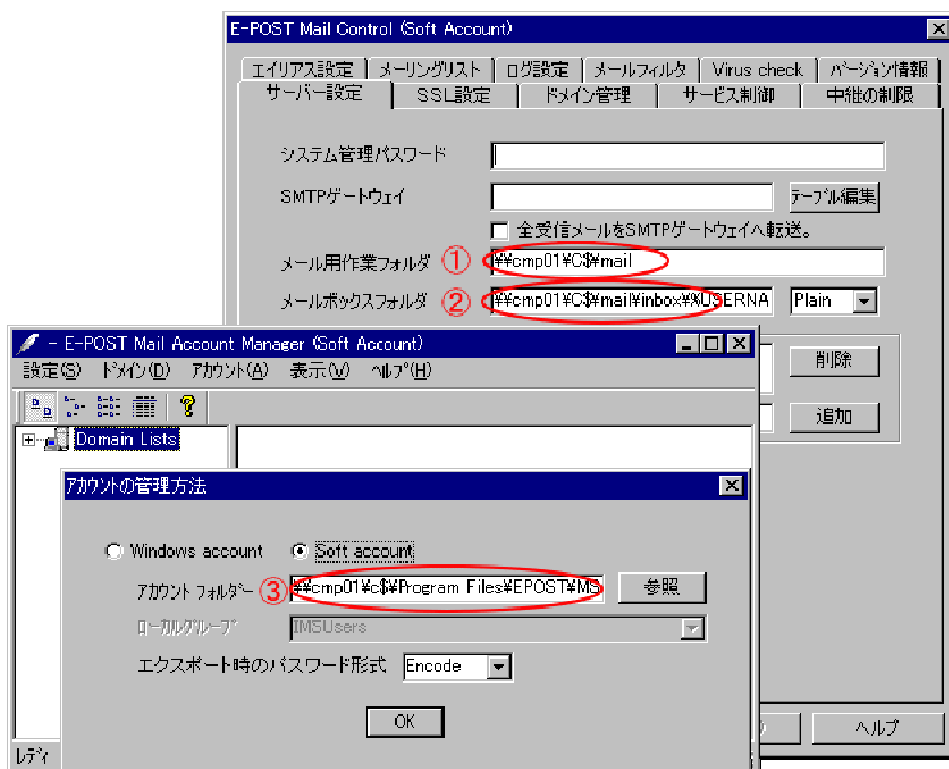 E-POST Mail Control (Soft Account)
エイリアス設定 メーリングリスト ログ設定 メールフィルタ Virus check バージョン情報
サーバー設定 SSL設定 ドメイン管理 サービス制御 中継の制限
システム管理パスワード
SMTPゲートウェイ テーブル編集
全受信メールをSMTPゲートウェイへ転送。
メール用作業フォルダ ① ¥¥cmp01¥C$¥mail
メールボックスフォルダ ② ¥¥cmp01¥C$¥mail¥inbox¥%USERNA Plain
削除
追加
ヘルプ
- E-POST Mail Account Manager (Soft Account)
設定(S) ドメイン(D) アカウント(A) 表示(V) ヘルプ(H)
Domain Lists
アカウントの管理方法
Windows account Soft account
アカウント フォルダー ③ ¥¥cmp01¥c$¥Program Files¥EPOST¥MS 参照
ローカルグループ IMSUsers
エクスポート時のパスワード形式 Encode
OK
レディ